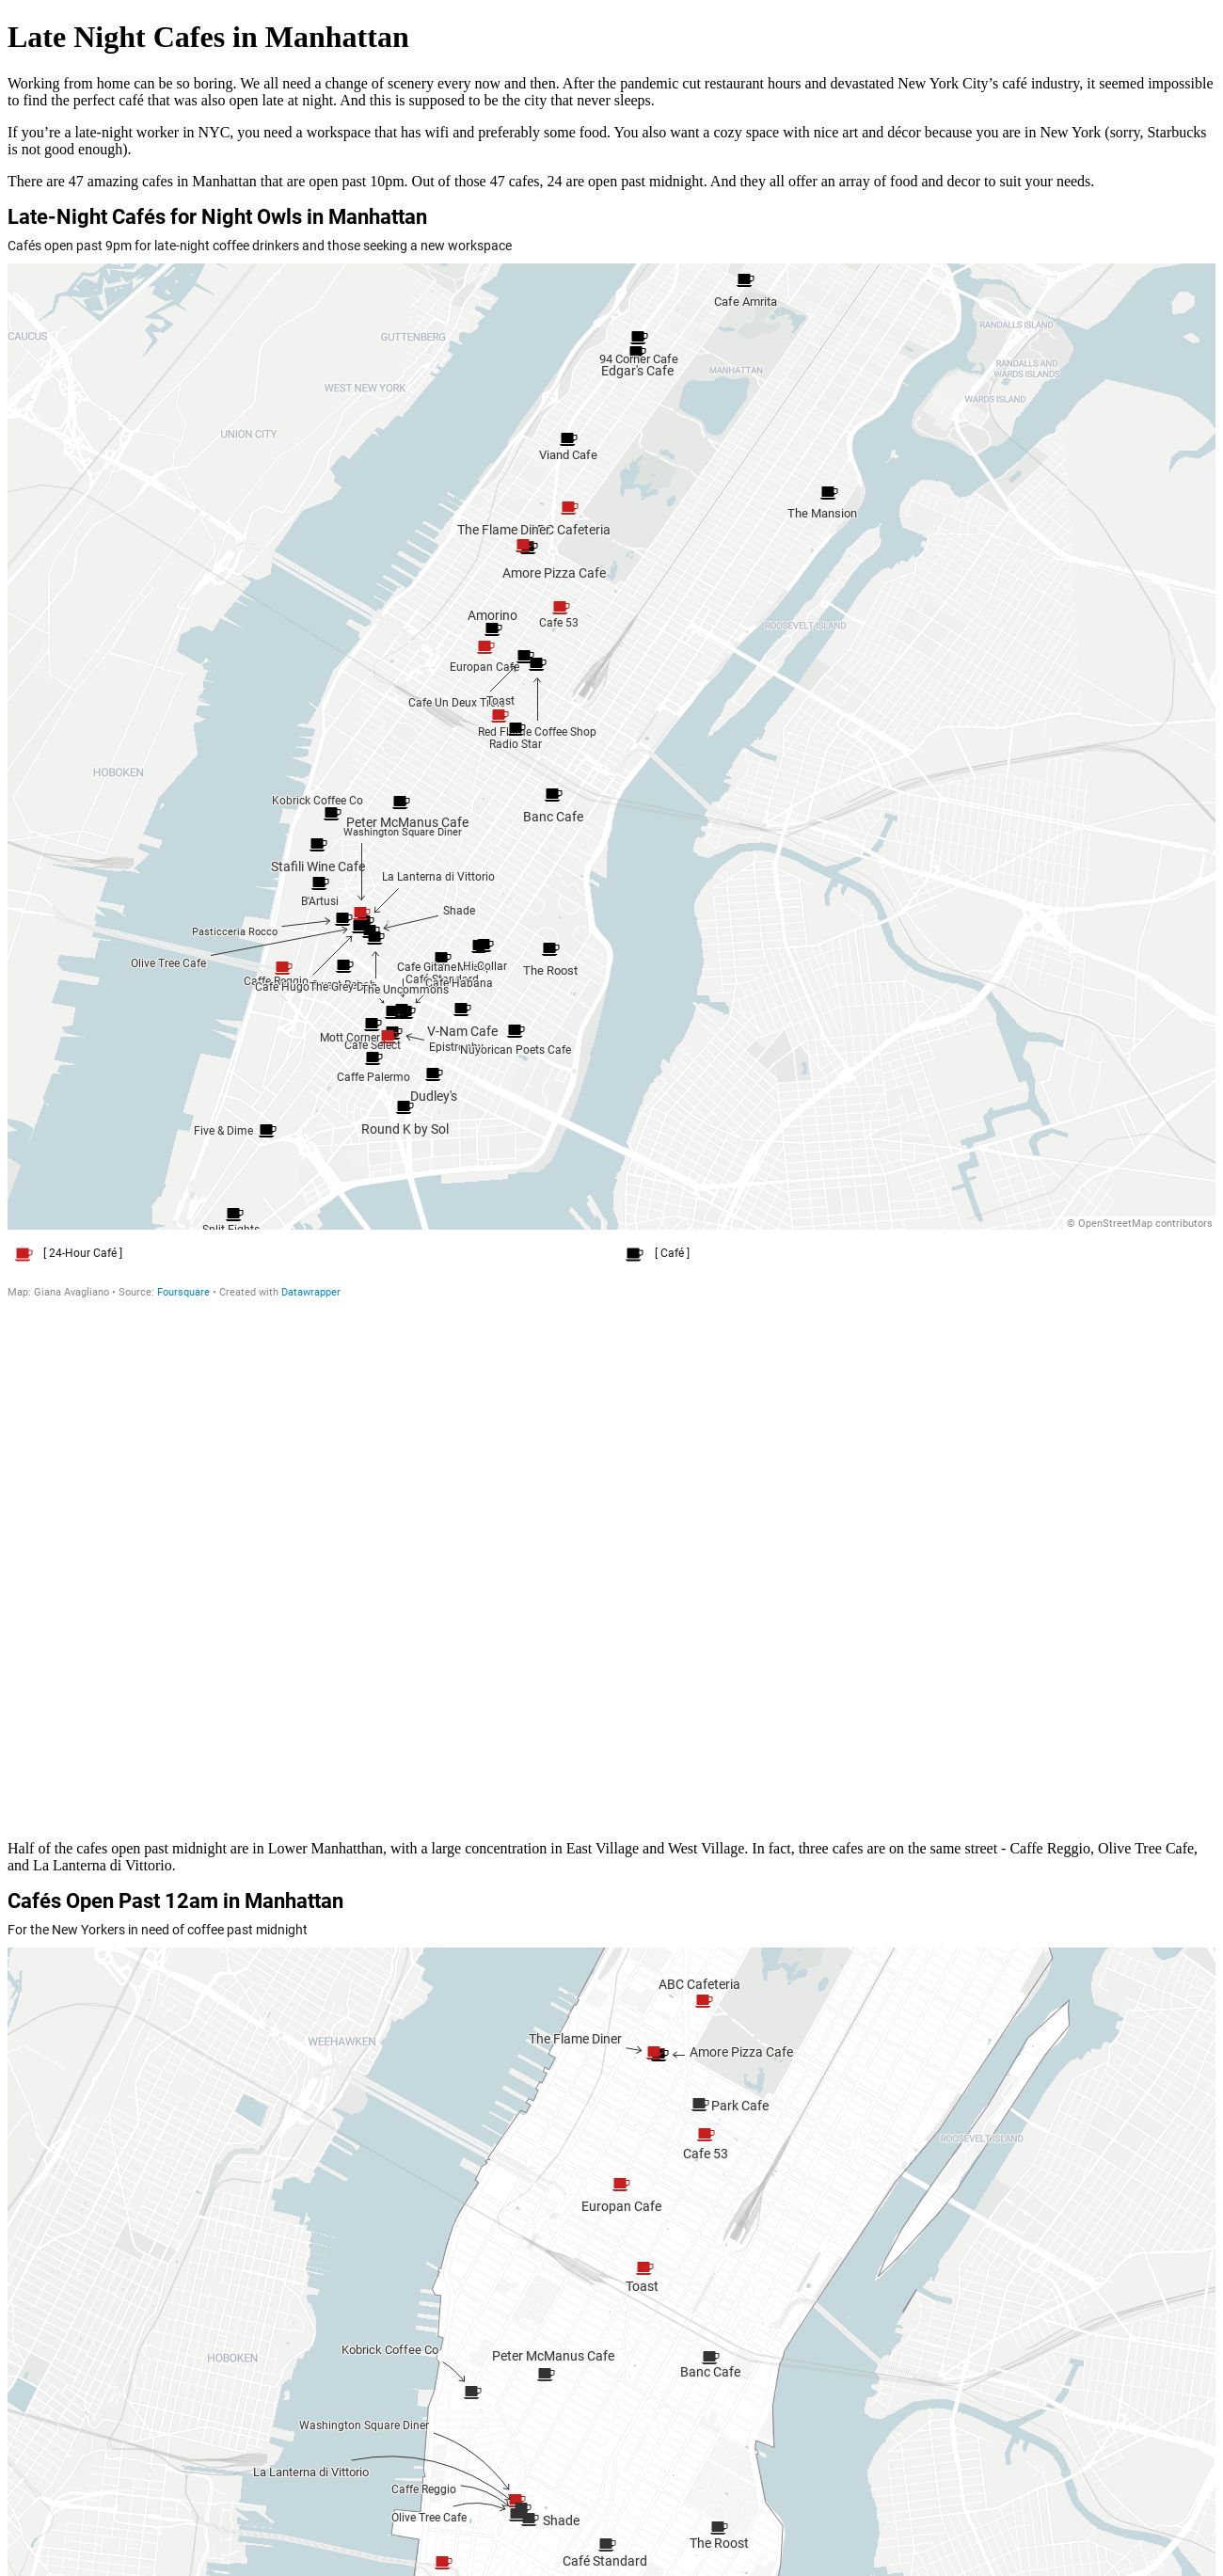 Late Night Cafes in Manhattan
Working from home can be so boring. We all need a change of scenery every now and then. After the pandemic cut restaurant hours and devastated New York City’s café industry, it seemed impossible
to find the perfect café that was also open late at night. And this is supposed to be the city that never sleeps.
If you’re a late-night worker in NYC, you need a workspace that has wifi and preferably some food. You also want a cozy space with nice art and décor because you are in New York (sorry, Starbucks
is not good enough).
There are 47 amazing cafes in Manhattan that are open past 10pm. Out of those 47 cafes, 24 are open past midnight. And they all offer an array of food and decor to suit your needs.
Late-Night Cafés for Night Owls in Manhattan
Cafés open past 9pm for late-night coffee drinkers and those seeking a new workspace
Cafe Amrita
RANDALLS ISLAND
CAUCUS
GUTTENBERG
94 Corner Cafe
RANDALLS AND
WARDS ISLANDS
Edgar's Cafe
MANHATTAN
WEST NEW YORK
WARDS ISLAND
UNION CITY
Viand Cafe
The Mansion
The Flame Diner
Cafeteria
Amore Pizza Cafe
Amorino
Cafe 53
ROOSEVELT ISLAND
Europan Cafe
Cafe Un Deux
Toast
Red
Coffee Shop
Radio Star
HOBOKEN
Kobrick Coffee Co
Banc Cafe
Peter McManus Cafe
Washington Square Diner
Stafili Wine Cafe
La Lanterna di Vittorio
B'Artusi
Shade
Pasticceria Rocco
Olive Tree Cafe
Cafe Gitane
Hi-Collar
The Roost
Caffe Reggio
Café
Cafe Hugo
The Grey
The Uncommons
Cafe Habana
Mott Corner
V-Nam Cafe
Cafe Select
Nuyorican Poets Cafe
Caffe Palermo
Dudley's
Round K by Sol
Five & Dime
Split Eights
© OpenStreetMap contributors
[ 24-Hour Café ]
[ Café ]
Map: Giana Avagliano • Source: Foursquare • Created with Datawrapper
Half of the cafes open past midnight are in Lower Manhatthan, with a large concentration in East Village and West Village. In fact, three cafes are on the same street - Caffe Reggio, Olive Tree Cafe,
and La Lanterna di Vittorio.
Cafés Open Past 12am in Manhattan
For the New Yorkers in need of coffee past midnight
ABC Cafeteria
WEEHAWKEN
The Flame Diner
Amore Pizza Cafe
Park Cafe
ROOSEVELT ISLAND
Cafe 53
Europan Cafe
Toast
Kobrick Coffee Co
HOBOKEN
Peter McManus Cafe
Banc Cafe
Washington Square Diner
La Lanterna di Vittorio
Caffe Reggio
Olive Tree Cafe
Shade
The Roost
Café Standard